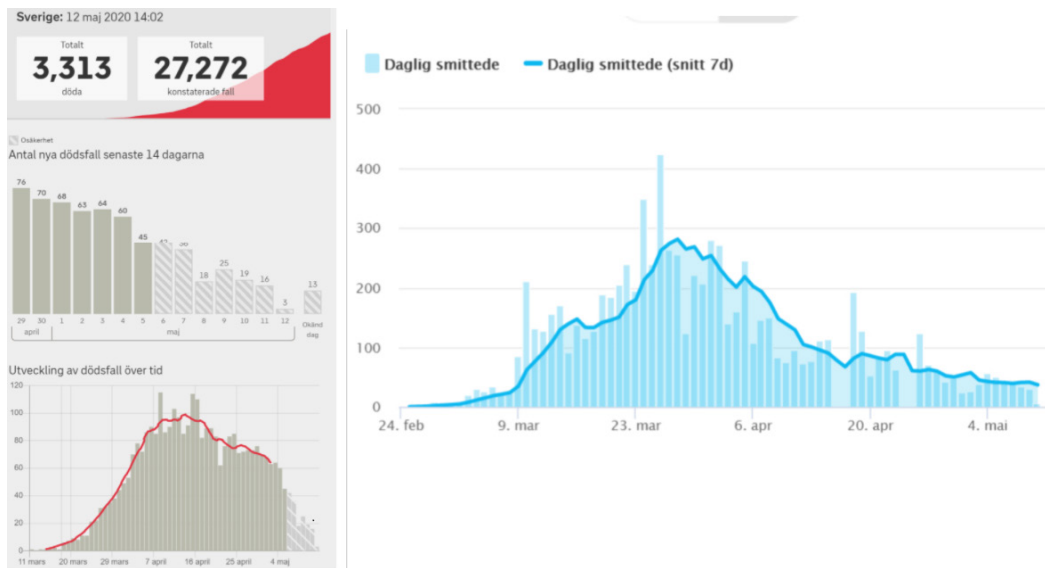 Sverige: 12 maj 2020 14:02
Totalt
3,313
döda
Totalt
27,272
konstaterade fall
Osäkerhet
Antal nya dödsfall senaste 14 dagarna
76 70 68 63 64 60 45 18 25 19 16 3 13
29 30 1 2 3 4 5 6 7 8 9 10 11 12 Okänd dag
april maj
Utveckling av dödsfall över tid
120
100
80
60
40
20
0
11 mars 20 mars 29 mars 7 april 16 april 25 april 4 maj
Daglig smittede Daglig smittede (snitt 7d)
500
400
300
200
100
0
24. feb 9. mar 23. mar 6. apr 20. apr 4. mai